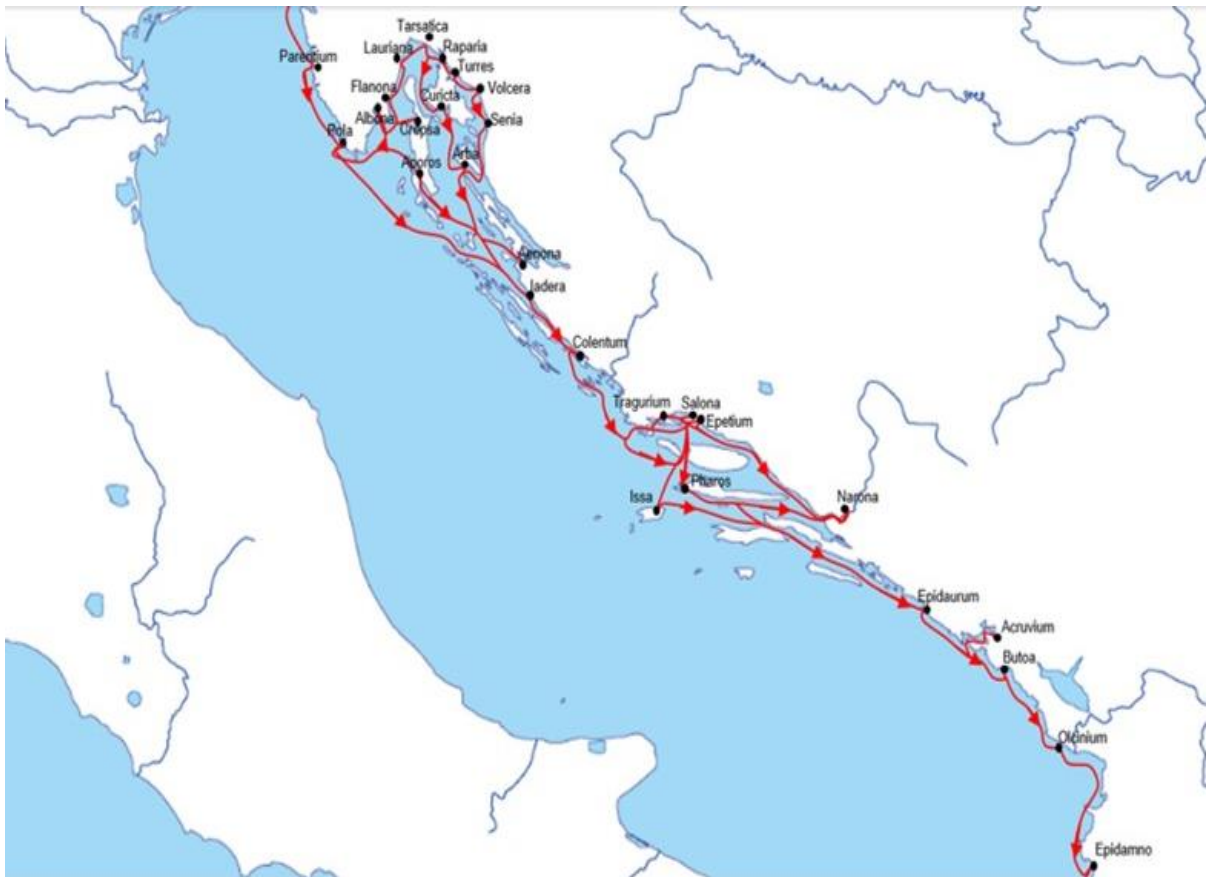 Tarsatica
Lauriana
Raparia
Parentium
Turres
Flanona
Volcera
Curicta
Albona
Crepsa
Senia
Pola
Arba
Aporos
Aenona
Iadera
Colentum
Tragurium
Salona
Epetium
Pharos
Issa
Narona
Epidaurum
Acruvium
Butoa
Olcinium
Epidamno